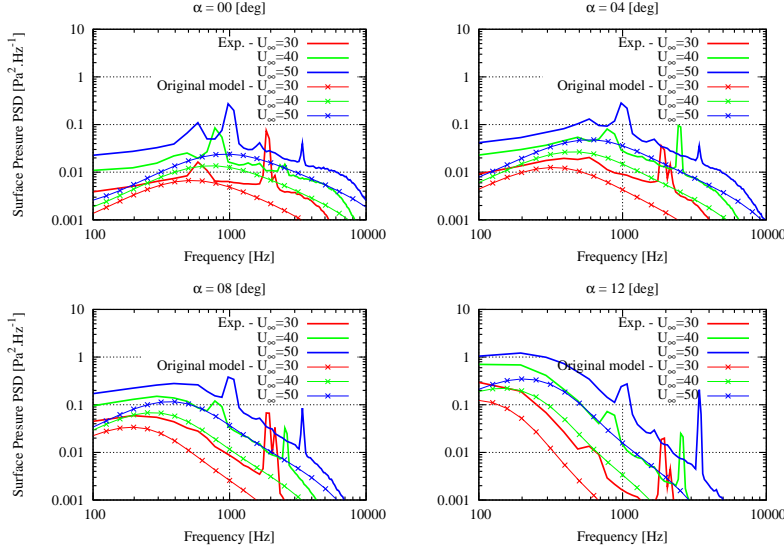 α = 00 [deg]
Surface Pressure PSD [Pa².Hz⁻¹]
10
1
0.1
0.01
0.001
100
1000
10000
Frequency [Hz]
Exp. - U∞=30
U∞=40
U∞=50
Original model - U∞=30
U∞=40
U∞=50
α = 04 [deg]
10
1
0.1
0.01
0.001
100
1000
10000
Frequency [Hz]
Exp. - U∞=30
U∞=40
U∞=50
Original model - U∞=30
U∞=40
U∞=50
α = 08 [deg]
Surface Pressure PSD [Pa².Hz⁻¹]
10
1
0.1
0.01
0.001
100
1000
10000
Frequency [Hz]
Exp. - U∞=30
U∞=40
U∞=50
Original model - U∞=30
U∞=40
U∞=50
α = 12 [deg]
10
1
0.1
0.01
0.001
100
1000
10000
Frequency [Hz]
Exp. - U∞=30
U∞=40
U∞=50
Original model - U∞=30
U∞=40
U∞=50